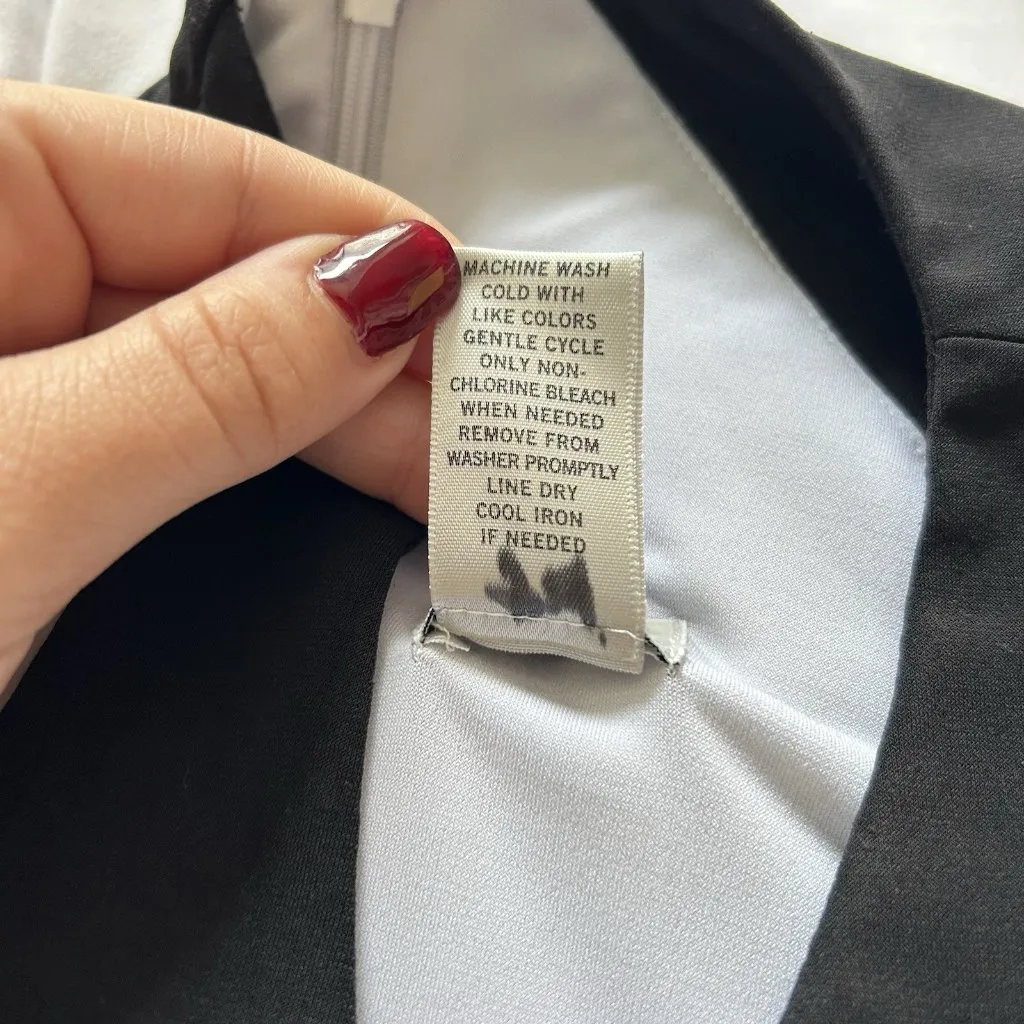 MACHINE WASH
COLD WITH
LIKE COLORS
GENTLE CYCLE
ONLY NON-
CHLORINE BLEACH
WHEN NEEDED
REMOVE FROM
WASHER PROMPTLY
LINE DRY
COOL IRON
IF NEEDED